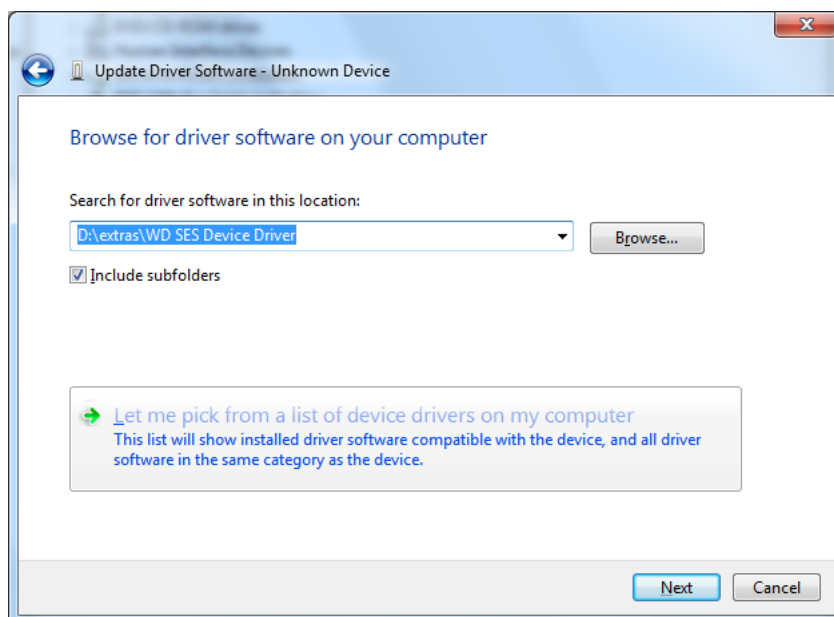 Update Driver Software - Unknown Device
Browse for driver software on your computer
Search for driver software in this location:
D:\extras\WD SES Device Driver
Browse...
Include subfolders
Let me pick from a list of device drivers on my computer
This list will show installed driver software compatible with the device, and all driver
software in the same category as the device.
Next
Cancel